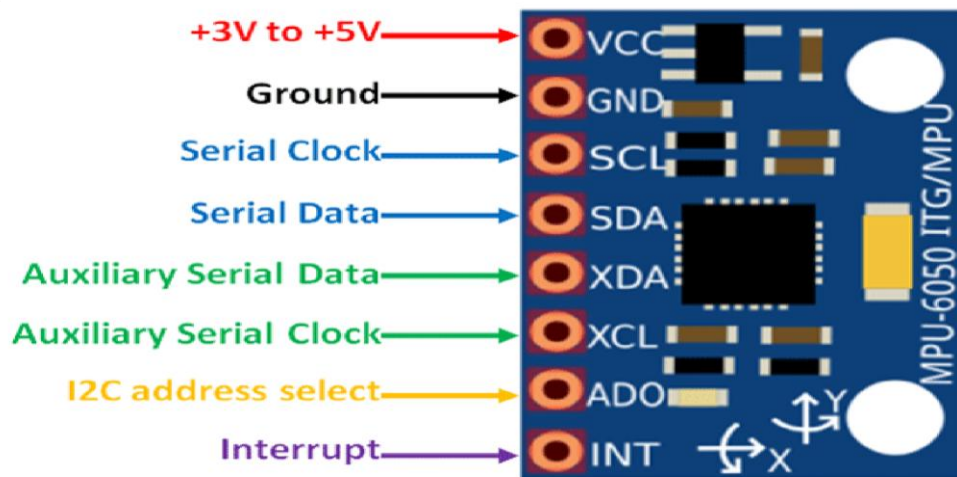 +3V to +5V
VCC
Ground
GND
Serial Clock
SCL
Serial Data
SDA
Auxiliary Serial Data
XDA
Auxiliary Serial Clock
XCL
I2C address select
ADO
Interrupt
INT
X
Y
MPU-6050 ITG/MPU